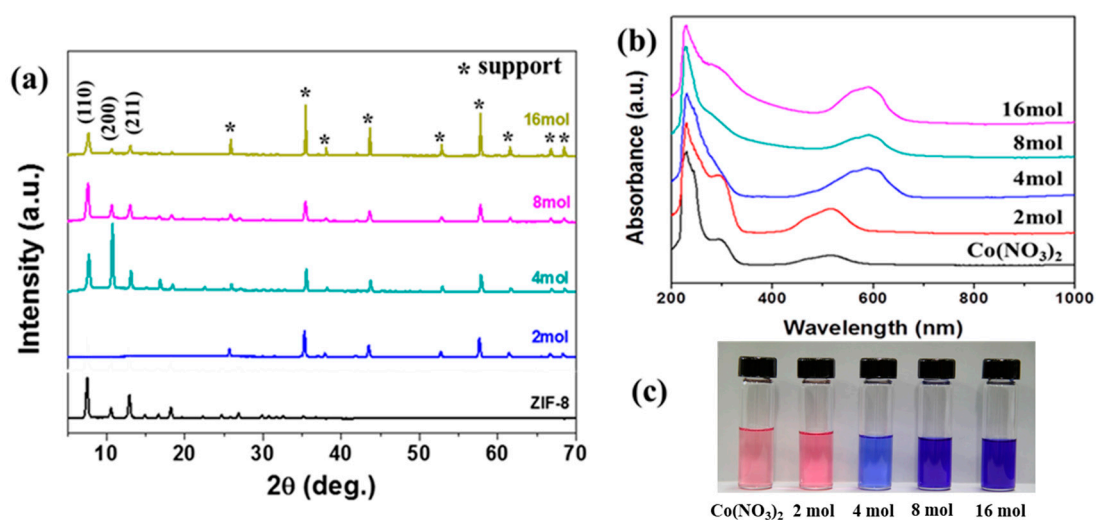 (a)
* support
(110)
(200)
(211)
* * * * * * * * *
16mol
8mol
4mol
2mol
ZIF-8
Intensity (a.u.)
10 20 30 40 50 60 70
2θ (deg.)
(b)
Absorbance (a.u.)
16mol
8mol
4mol
2mol
Co(NO₃)₂
200 400 600 800 1000
Wavelength (nm)
(c)
Co(NO₃)₂ 2 mol 4 mol 8 mol 16 mol